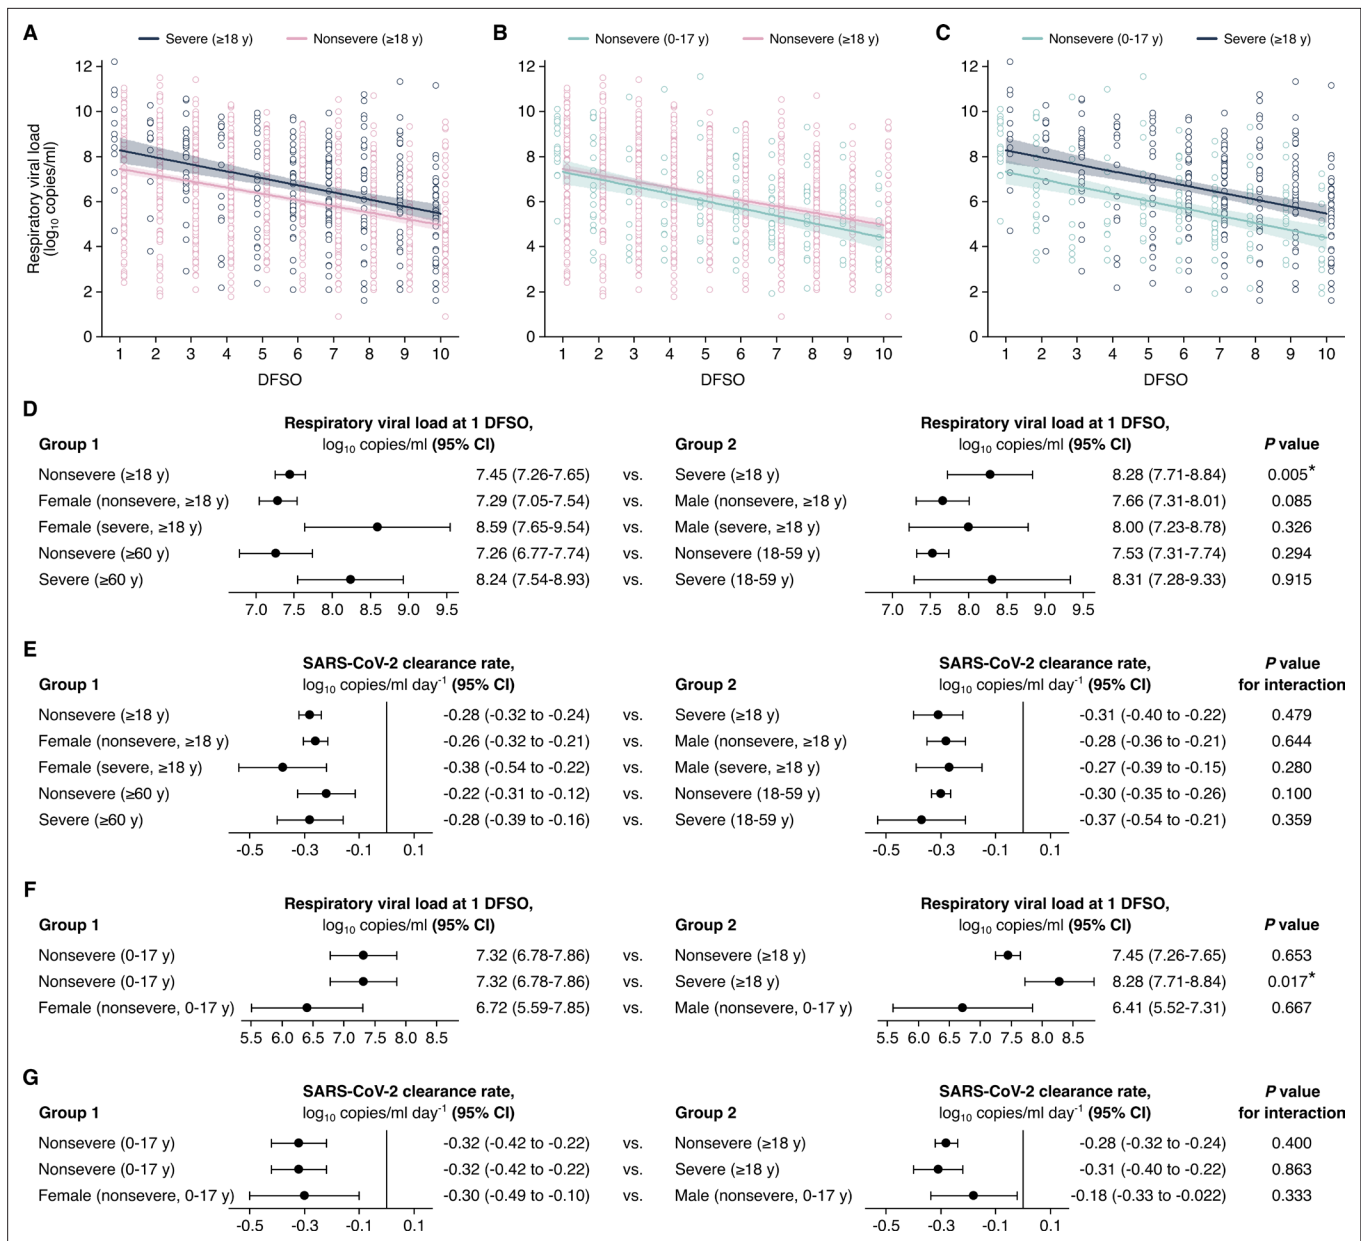 A
Severe (≥18 y) Nonsevere (≥18 y)
B
Nonsevere (0-17 y) Nonsevere (≥18 y)
C
Nonsevere (0-17 y) Severe (≥18 y)
Respiratory viral load
(log10 copies/ml)
12
10
8
6
4
2
0
1 2 3 4 5 6 7 8 9 10
DFSO
12
10
8
6
4
2
0
1 2 3 4 5 6 7 8 9 10
DFSO
12
10
8
6
4
2
0
1 2 3 4 5 6 7 8 9 10
DFSO
D
Respiratory viral load at 1 DFSO, Respiratory viral load at 1 DFSO,
Group 1 log10 copies/ml (95% CI) Group 2 log10 copies/ml (95% CI) P value
Nonsevere (≥18 y) 7.45 (7.26-7.65) vs. Severe (≥18 y) 8.28 (7.71-8.84) 0.005*
Female (nonsevere, ≥18 y) 7.29 (7.05-7.54) vs. Male (nonsevere, ≥18 y) 7.66 (7.31-8.01) 0.085
Female (severe, ≥18 y) 8.59 (7.65-9.54) vs. Male (severe, ≥18 y) 8.00 (7.23-8.78) 0.326
Nonsevere (≥60 y) 7.26 (6.77-7.74) vs. Nonsevere (18-59 y) 7.53 (7.31-7.74) 0.294
Severe (≥60 y) 8.24 (7.54-8.93) vs. Severe (18-59 y) 8.31 (7.28-9.33) 0.915
7.0 7.5 8.0 8.5 9.0 9.5 7.0 7.5 8.0 8.5 9.0 9.5
E
SARS-CoV-2 clearance rate, SARS-CoV-2 clearance rate, P value
Group 1 log10 copies/ml day-1 (95% CI) Group 2 log10 copies/ml day-1 (95% CI) for interaction
Nonsevere (≥18 y) -0.28 (-0.32 to -0.24) vs. Severe (≥18 y) -0.31 (-0.40 to -0.22) 0.479
Female (nonsevere, ≥18 y) -0.26 (-0.32 to -0.21) vs. Male (nonsevere, ≥18 y) -0.28 (-0.36 to -0.21) 0.644
Female (severe, ≥18 y) -0.38 (-0.54 to -0.22) vs. Male (severe, ≥18 y) -0.27 (-0.39 to -0.15) 0.280
Nonsevere (≥60 y) -0.22 (-0.31 to -0.12) vs. Nonsevere (18-59 y) -0.30 (-0.35 to -0.26) 0.100
Severe (≥60 y) -0.28 (-0.39 to -0.16) vs. Severe (18-59 y) -0.37 (-0.54 to -0.21) 0.359
-0.5 -0.3 -0.1 0.1 -0.5 -0.3 -0.1 0.1
F
Respiratory viral load at 1 DFSO, Respiratory viral load at 1 DFSO,
Group 1 log10 copies/ml (95% CI) Group 2 log10 copies/ml (95% CI) P value
Nonsevere (0-17 y) 7.32 (6.78-7.86) vs. Nonsevere (≥18 y) 7.45 (7.26-7.65) 0.653
Nonsevere (0-17 y) 7.32 (6.78-7.86) vs. Severe (≥18 y) 8.28 (7.71-8.84) 0.017*
Female (nonsevere, 0-17 y) 6.72 (5.59-7.85) vs. Male (nonsevere, 0-17 y) 6.41 (5.52-7.31) 0.667
5.5 6.0 6.5 7.0 7.5 8.0 8.5 5.5 6.0 6.5 7.0 7.5 8.0 8.5
G
SARS-CoV-2 clearance rate, SARS-CoV-2 clearance rate, P value
Group 1 log10 copies/ml day-1 (95% CI) Group 2 log10 copies/ml day-1 (95% CI) for interaction
Nonsevere (0-17 y) -0.32 (-0.42 to -0.22) vs. Nonsevere (≥18 y) -0.28 (-0.32 to -0.24) 0.400
Nonsevere (0-17 y) -0.32 (-0.42 to -0.22) vs. Severe (≥18 y) -0.31 (-0.40 to -0.22) 0.863
Female (nonsevere, 0-17 y) -0.30 (-0.49 to -0.10) vs. Male (nonsevere, 0-17 y) -0.18 (-0.33 to -0.022) 0.333
-0.5 -0.3 -0.1 0.1 -0.5 -0.3 -0.1 0.1